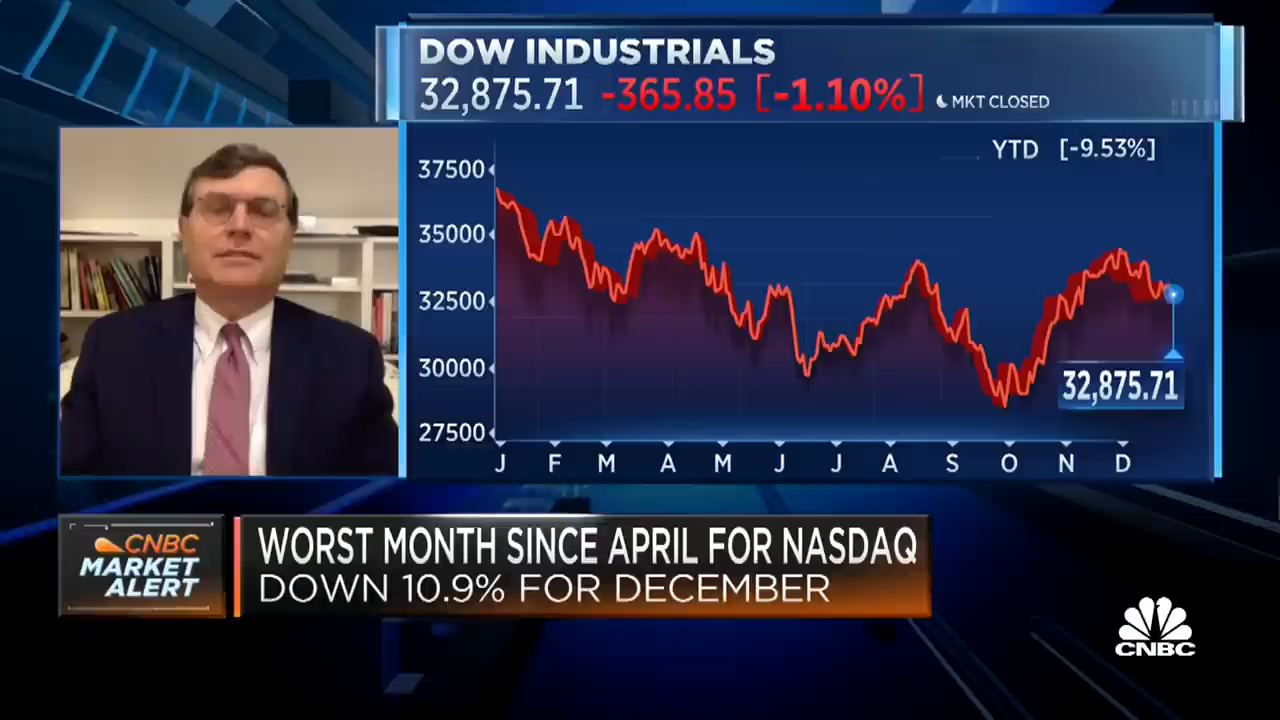 DOW INDUSTRIALS
32,875.71 -365.85 [-1.10%] MKT CLOSED
YTD [-9.53%]
37500
35000
32500
30000
27500
32,875.71
J F M A M J J A S O N D
CNBC
MARKET
ALERT
WORST MONTH SINCE APRIL FOR NASDAQ
DOWN 10.9% FOR DECEMBER
CNBC